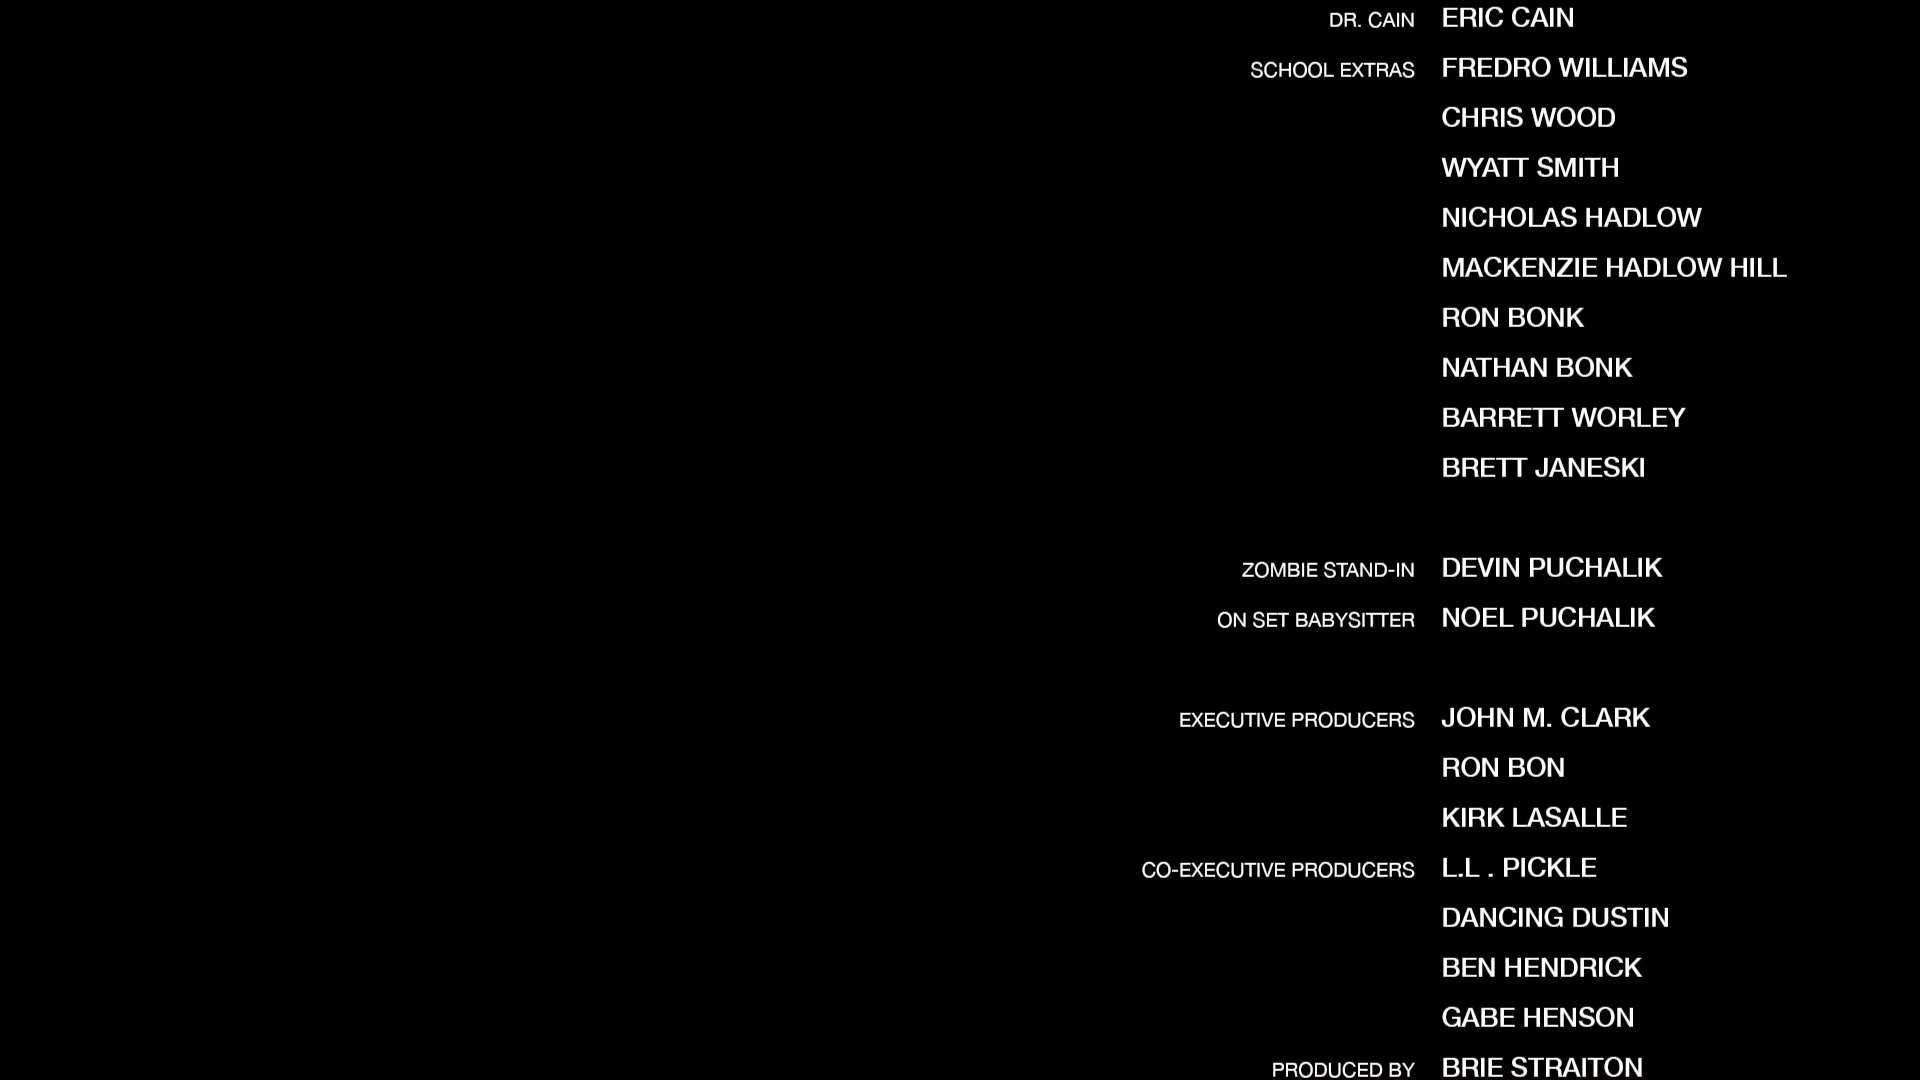 DR. CAIN ERIC CAIN
SCHOOL EXTRAS FREDRO WILLIAMS
CHRIS WOOD
WYATT SMITH
NICHOLAS HADLOW
MACKENZIE HADLOW HILL
RON BONK
NATHAN BONK
BARRETT WORLEY
BRETT JANESKI
ZOMBIE STAND-IN DEVIN PUCHALIK
ON SET BABYSITTER NOEL PUCHALIK
EXECUTIVE PRODUCERS JOHN M. CLARK
RON BON
KIRK LASALLE
CO-EXECUTIVE PRODUCERS L.L . PICKLE
DANCING DUSTIN
BEN HENDRICK
GABE HENSON
PRODUCED BY BRIE STRAITON